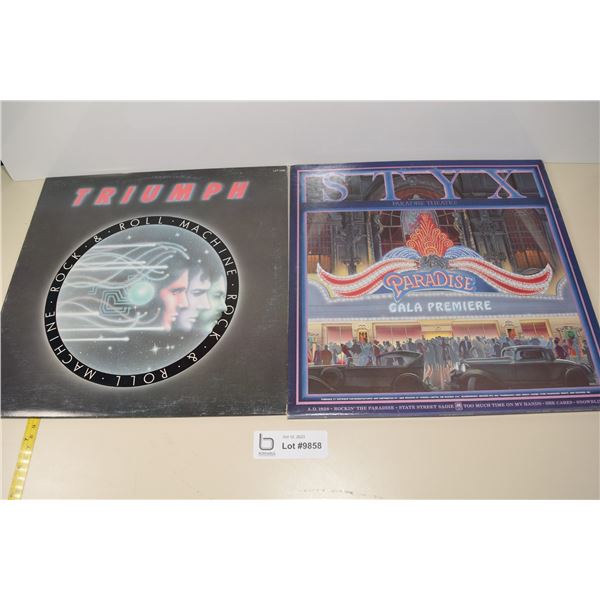 TRIUMPH
ROCK & ROLL MACHINE · ROCK & ROLL · MACHINE
STYX
PARADISE THEATRE
PARADISE
GALA PREMIERE
A.D. 1928 • ROCKIN' THE PARADISE • STATE STREET SADIE TOO MUCH TIME ON MY HANDS • SHE CARES • SNOWBLI
b
Lot #9858